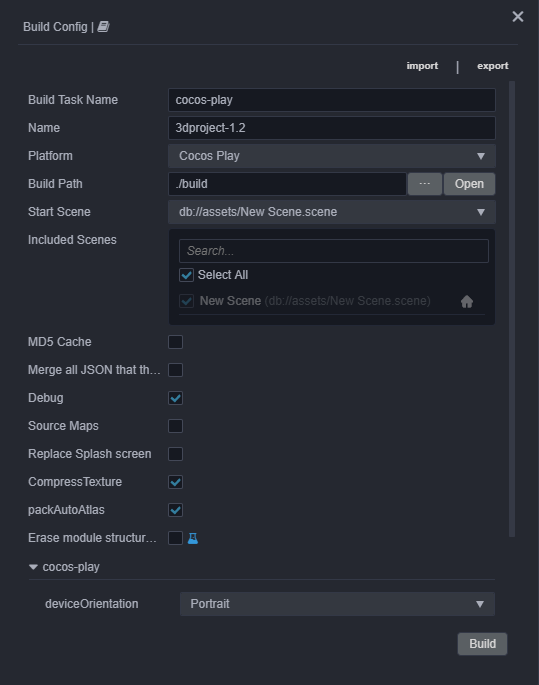 Build Config |
import | export
Build Task Name cocos-play
Name 3dproject-1.2
Platform Cocos Play
Build Path ./build ... Open
Start Scene db://assets/New Scene.scene
Included Scenes
Search...
Select All
New Scene (db://assets/New Scene.scene)
MD5 Cache
Merge all JSON that th...
Debug
Source Maps
Replace Splash screen
CompressTexture
packAutoAtlas
Erase module structur...
cocos-play
deviceOrientation Portrait
Build